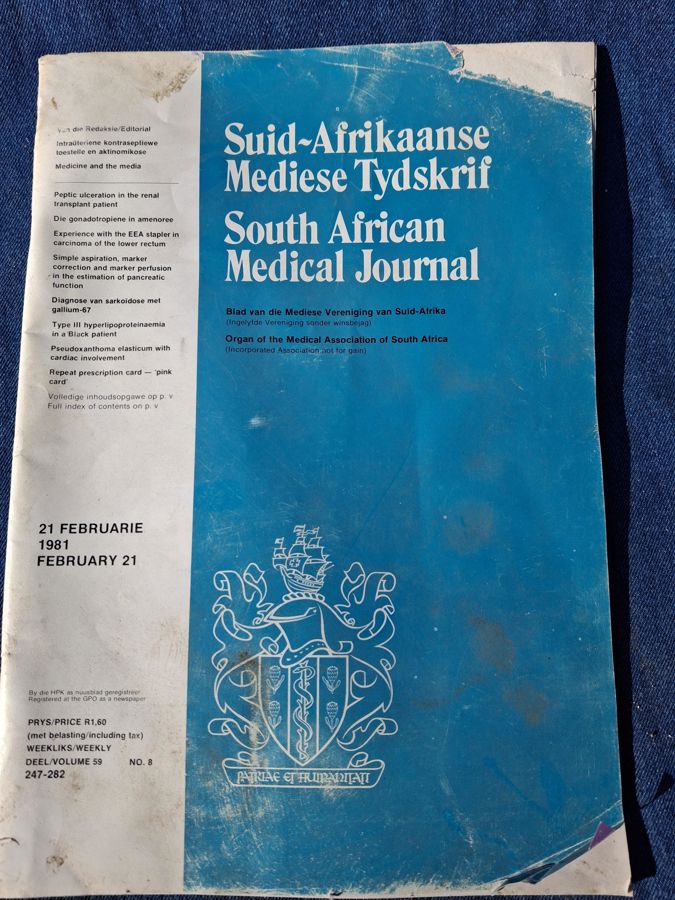 Van die Redaksie/Editorial
Intraüteriene kontraseptiewe
toestelle en aktinomikose
Medicine and the media
Peptic ulceration in the renal
transplant patient
Die gonadotropiene in amenoree
Experience with the EEA stapler in
carcinoma of the lower rectum
Simple aspiration, marker
correction and marker perfusion
in the estimation of pancreatic
function
Diagnose van sarkoïdose met
gallium-67
Type III hyperlipoproteinaemia
in a Black patient
Pseudoxanthoma elasticum with
cardiac involvement
Repeat prescription card — 'pink
card'
Volledige inhoudsopgawe op p. v
Full index of contents on p. v
21 FEBRUARIE
1981
FEBRUARY 21
By die HPK as nuusblad geregistreer
Registered at the GPO as a newspaper
PRYS/PRICE R1,60
(met belasting/including tax)
WEEKLIKS/WEEKLY
DEEL/VOLUME 59 NO. 8
247-282
Suid-Afrikaanse
Mediese Tydskrif
South African
Medical Journal
Blad van die Mediese Vereniging van Suid-Afrika
(Ingelyfde Vereniging sonder winsbejag)
Organ of the Medical Association of South Africa
(Incorporated Association not for gain)
PATRIAE ET HUMANITATI